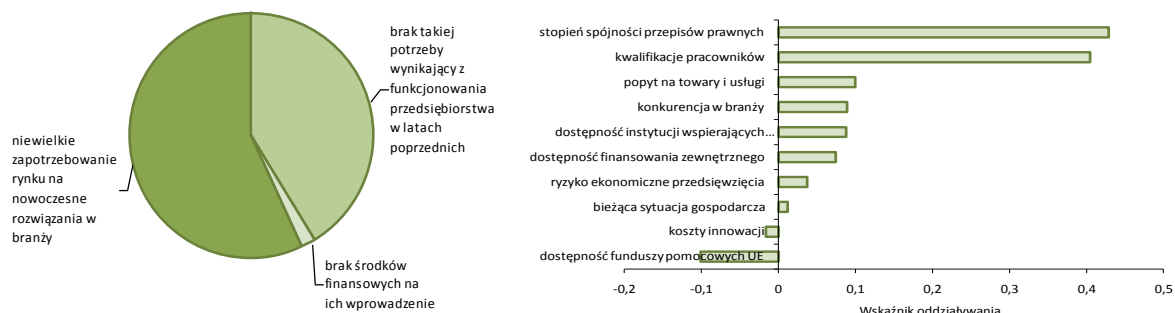 brak takiej
potrzeby
wynikający z
funkcjonowania
przedsiębiorstwa
w latach
poprzednich
niewielkie
zapotrzebowanie
rynku na
nowoczesne
rozwiązania w
branży
brak środków
finansowych na
ich wprowadzenie
stopień spójności przepisów prawnych
kwalifikacje pracowników
popyt na towary i usługi
konkurencja w branży
dostępność instytucji wspierających...
dostępność finansowania zewnętrznego
ryzyko ekonomiczne przedsięwzięcia
bieżąca sytuacja gospodarcza
koszty innowacji
dostępność funduszy pomocowych UE
-0,2 -0,1 0 0,1 0,2 0,3 0,4 0,5
Wskaźnik oddziaływania